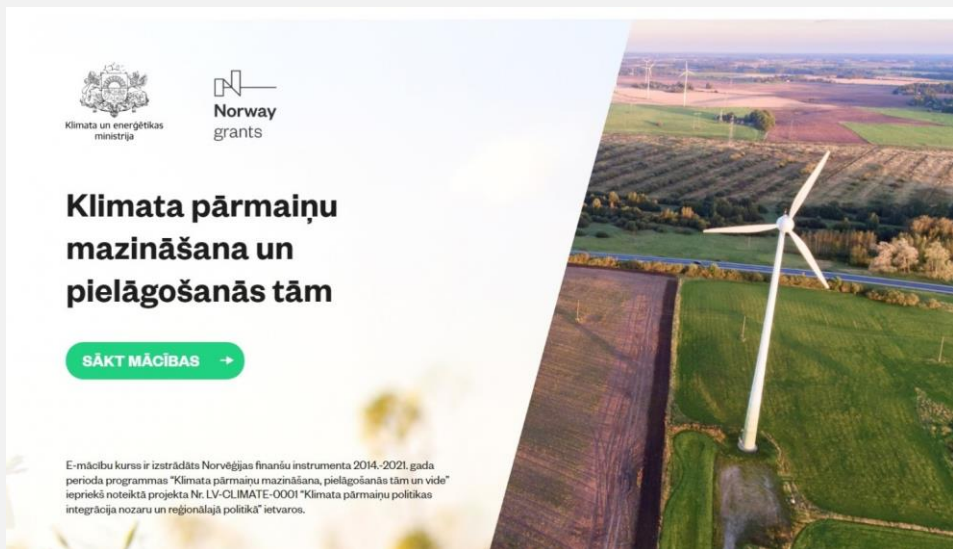 Klimata un enerģētikas
ministrija
Norway
grants
Klimata pārmaiņu
mazināšana un
pielāgošanās tām
SĀKT MĀCĪBAS →
E-mācību kurss ir izstrādāts Norvēģijas finanšu instrumenta 2014.-2021. gada
perioda programmas “Klimata pārmaiņu mazināšana, pielāgošanās tām un vide”
iepriekš noteiktā projekta Nr. LV-CLIMATE-0001 “Klimata pārmaiņu politikas
integrācija nozaru un reģionālajā politikā” ietvaros.